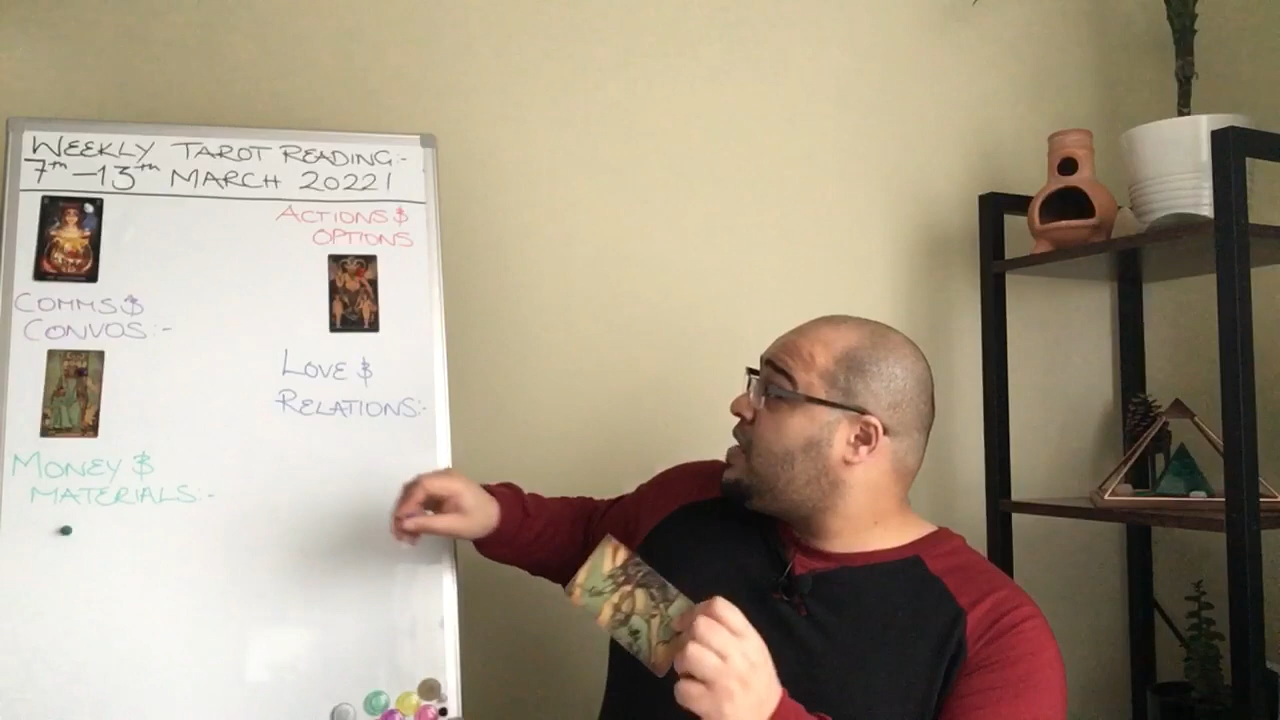 WEEKLY TAROT READING:-
7th-13th MARCH 2022!
ACTIONS &
OPTIONS
COMMS &
CONVOS:-
LOVE &
RELATIONS:-
MONEY &
MATERIALS:-